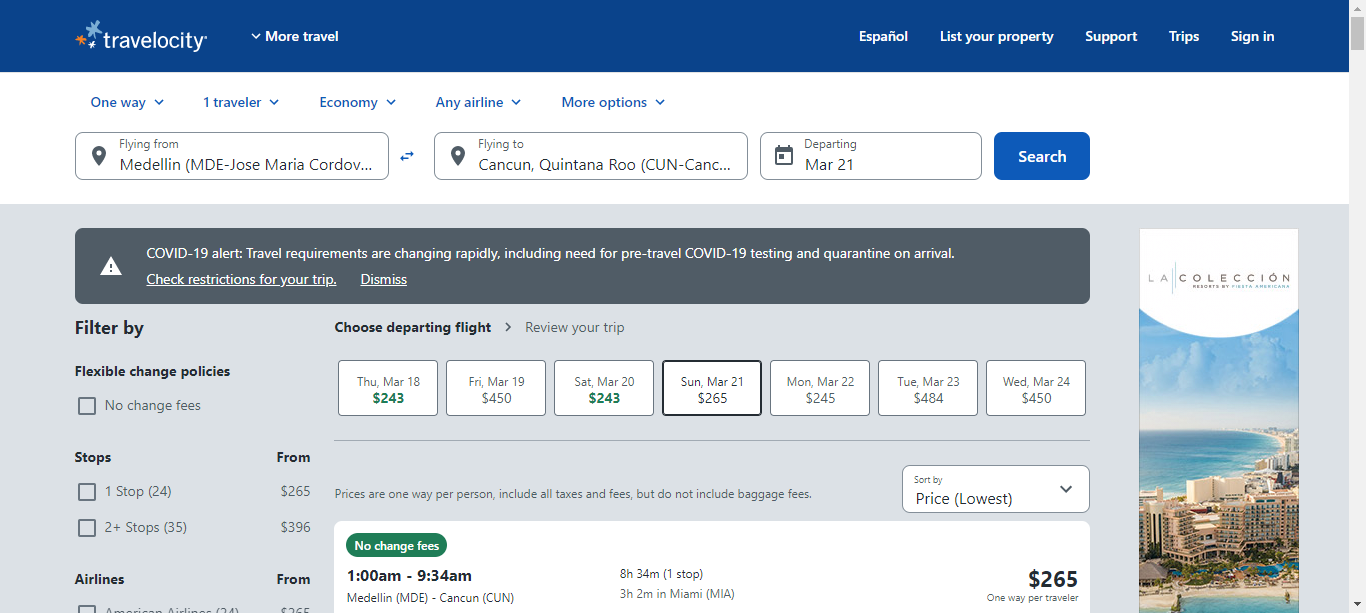 travelocity
More travel
Español
List your property
Support
Trips
Sign in
One way
1 traveler
Economy
Any airline
More options
Flying from
Medellin (MDE-Jose Maria Cordov...
Flying to
Cancun, Quintana Roo (CUN-Canc...
Departing
Mar 21
Search
COVID-19 alert: Travel requirements are changing rapidly, including need for pre-travel COVID-19 testing and quarantine on arrival.
Check restrictions for your trip. Dismiss
LA COLECCIÓN
RESORTS BY FIESTA AMERICANA
Filter by
Flexible change policies
No change fees
Stops From
1 Stop (24) $265
2+ Stops (35) $396
Airlines From
American Airlines (24) $265
Choose departing flight > Review your trip
Thu, Mar 18
$243
Fri, Mar 19
$450
Sat, Mar 20
$243
Sun, Mar 21
$265
Mon, Mar 22
$245
Tue, Mar 23
$484
Wed, Mar 24
$450
Prices are one way per person, include all taxes and fees, but do not include baggage fees.
Sort by
Price (Lowest)
No change fees
1:00am - 9:34am
Medellin (MDE) - Cancun (CUN)
8h 34m (1 stop)
3h 2m in Miami (MIA)
$265
One way per traveler